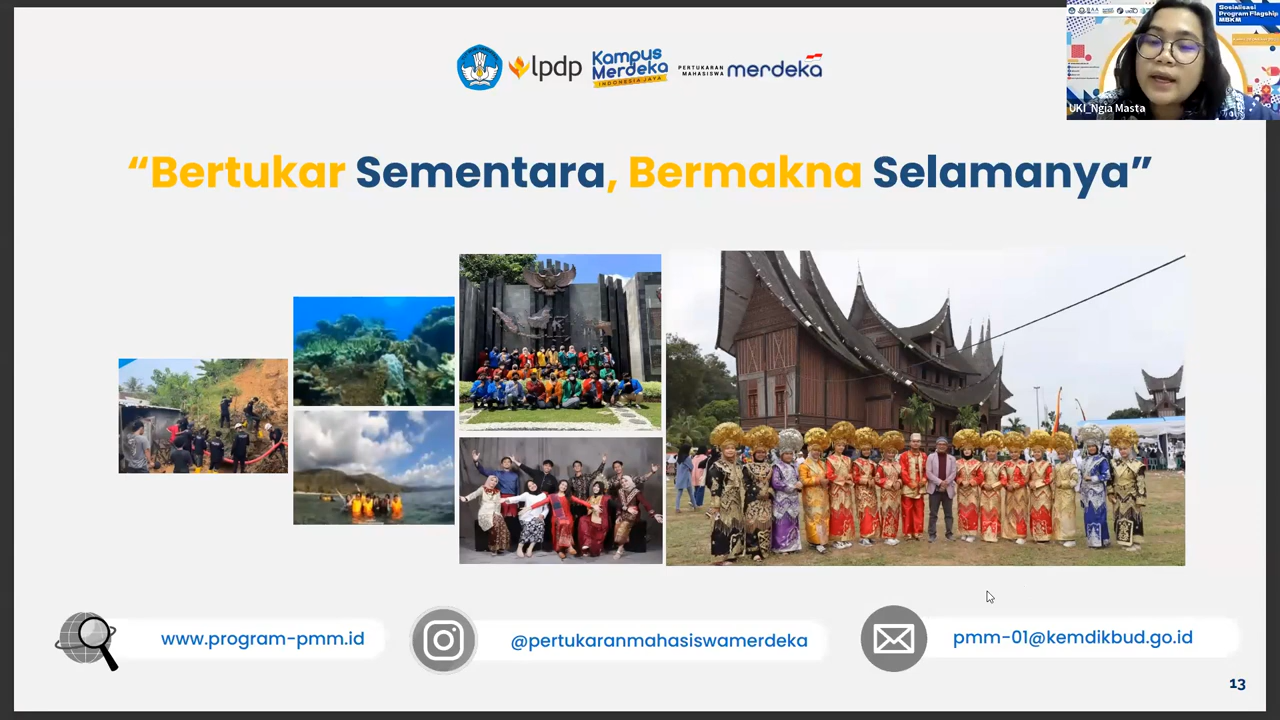 lpdp
Kampus
Merdeka
INDONESIA JAYA
PERTUKARAN
MAHASISWA merdeka
Sosialisasi
Program Flagship
MBKM
UKI_Ngia Masta
“Bertukar Sementara, Bermakna Selamanya”
www.program-pmm.id
@pertukaranmahasiswamerdeka
pmm-01@kemdikbud.go.id
13